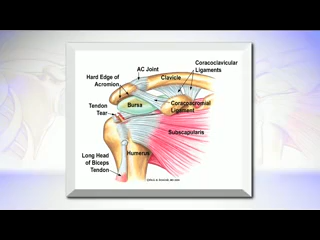 AC Joint
Coracoclavicular
Ligaments
Hard Edge of
Acromion
Clavicle
Bursa
Coracoacromial
Ligament
Tendon
Tear
Subscapularis
Long Head
of Biceps
Tendon
Humerus